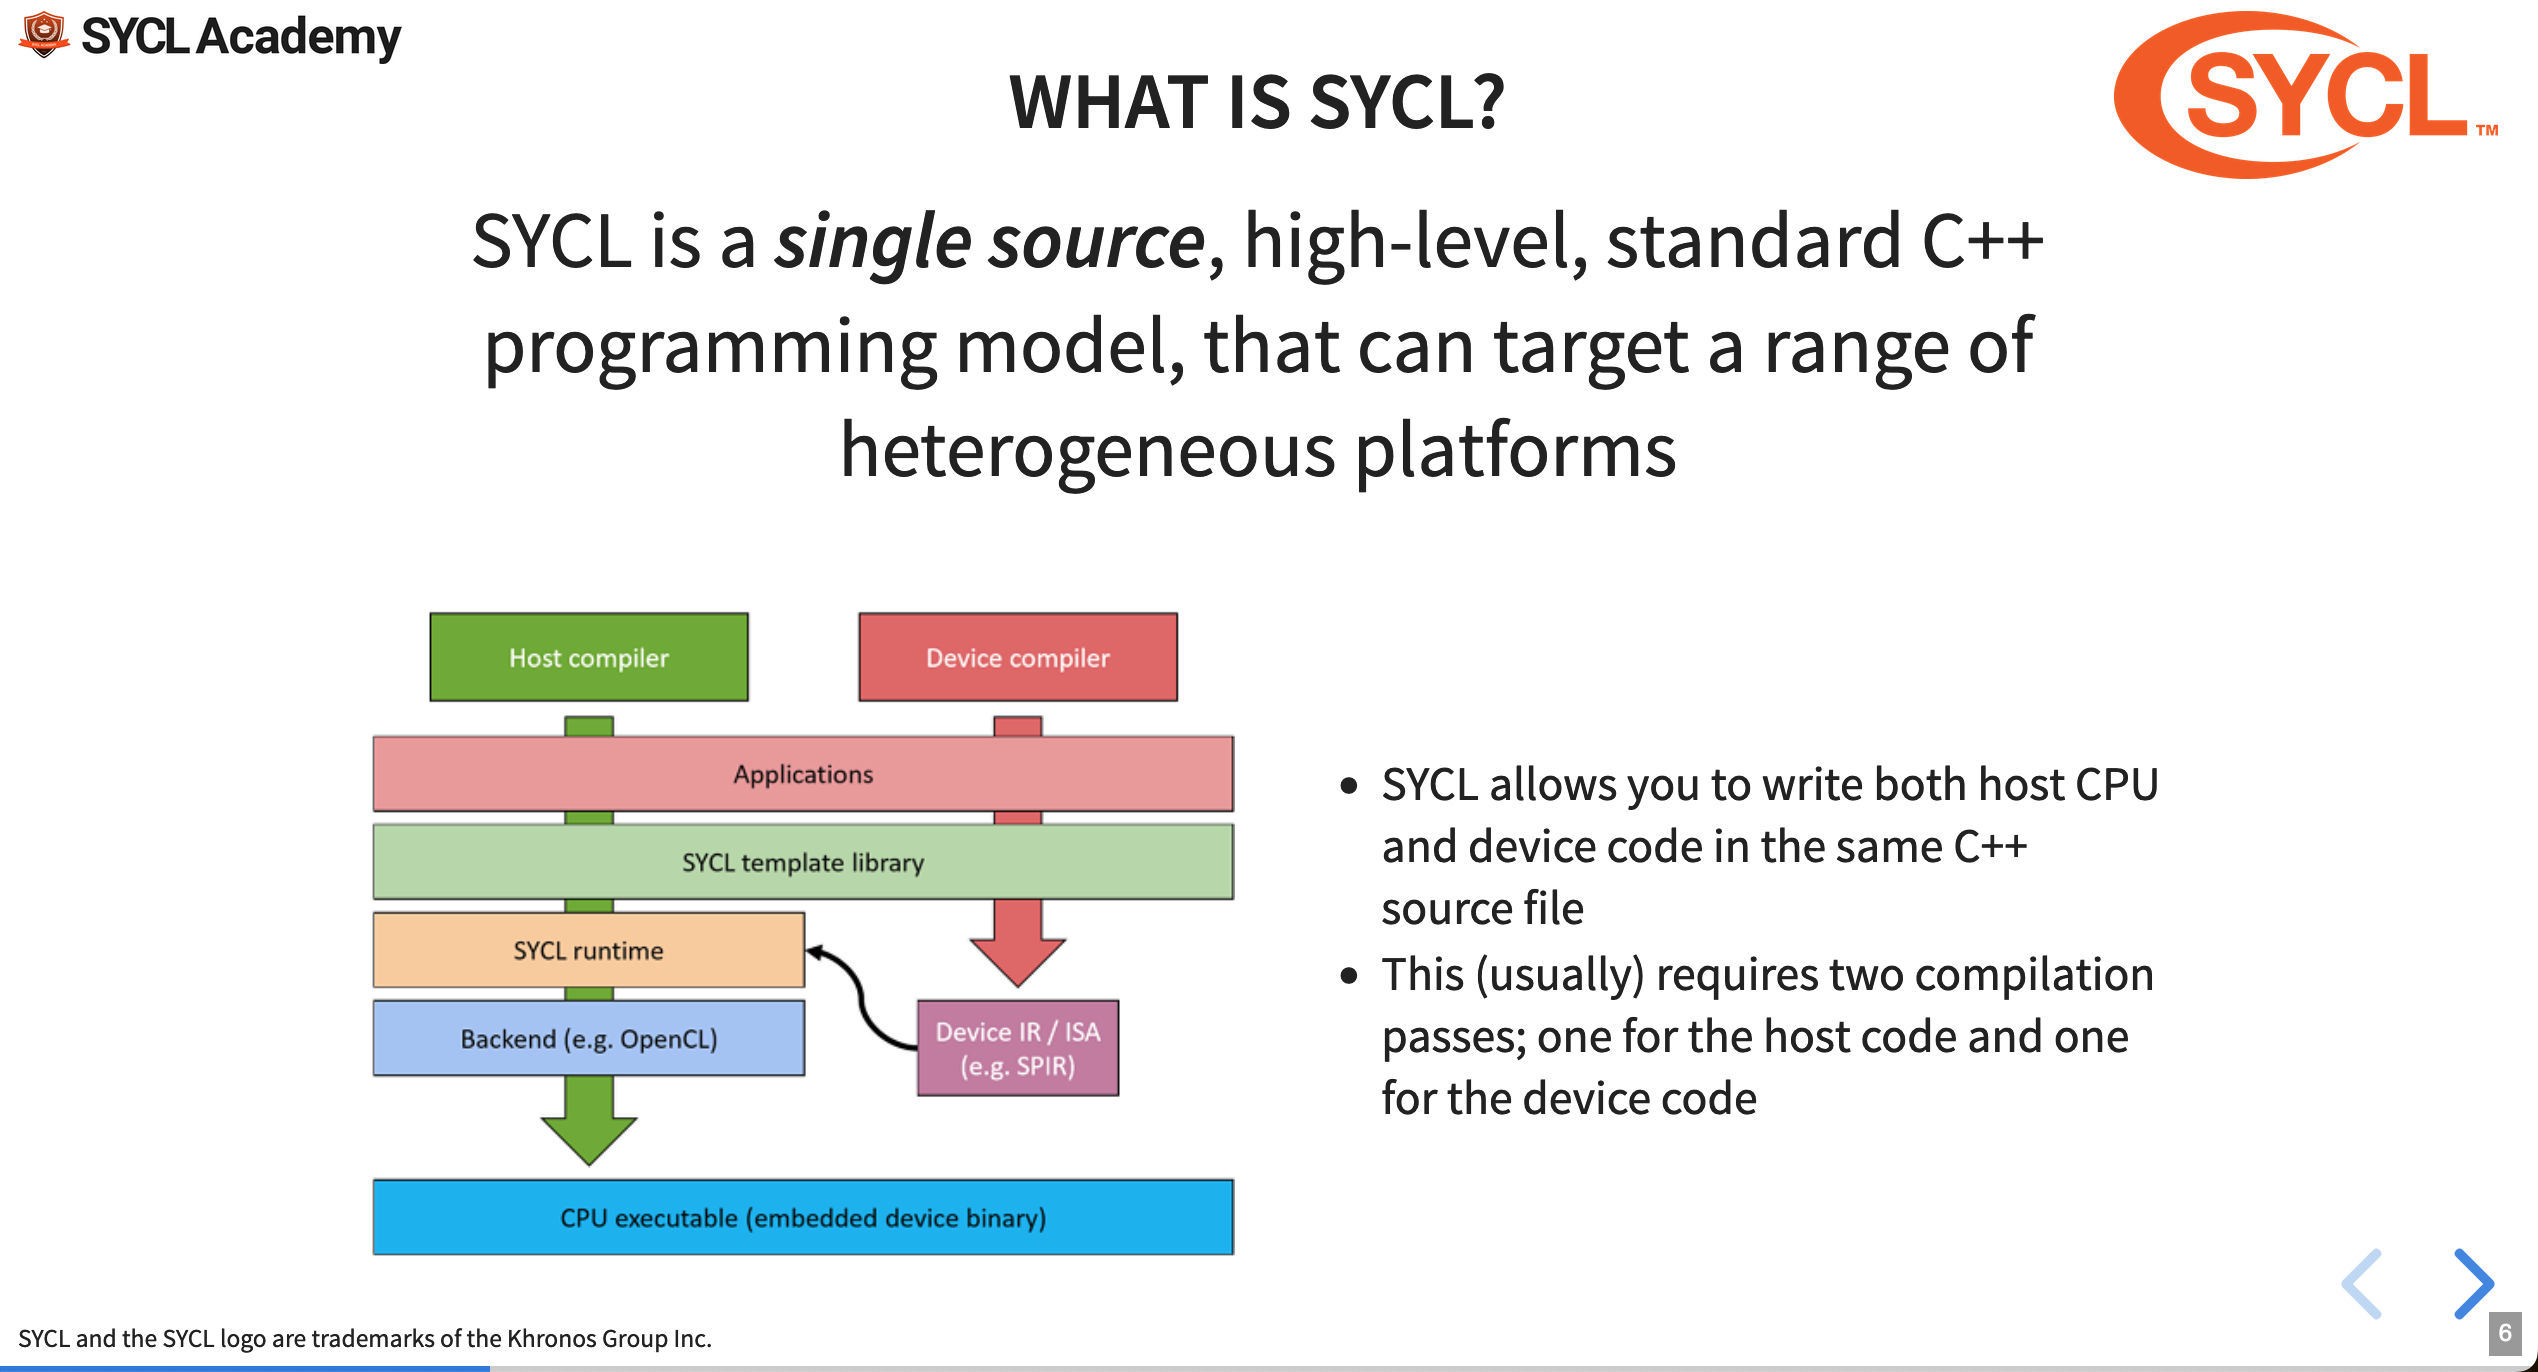 SYCL Academy
SYCL™
WHAT IS SYCL?
SYCL is a single source, high-level, standard C++
programming model, that can target a range of
heterogeneous platforms
Host compiler
Device compiler
Applications
SYCL template library
SYCL runtime
Backend (e.g. OpenCL)
Device IR / ISA
(e.g. SPIR)
CPU executable (embedded device binary)
• SYCL allows you to write both host CPU
and device code in the same C++
source file
• This (usually) requires two compilation
passes; one for the host code and one
for the device code
SYCL and the SYCL logo are trademarks of the Khronos Group Inc.
6